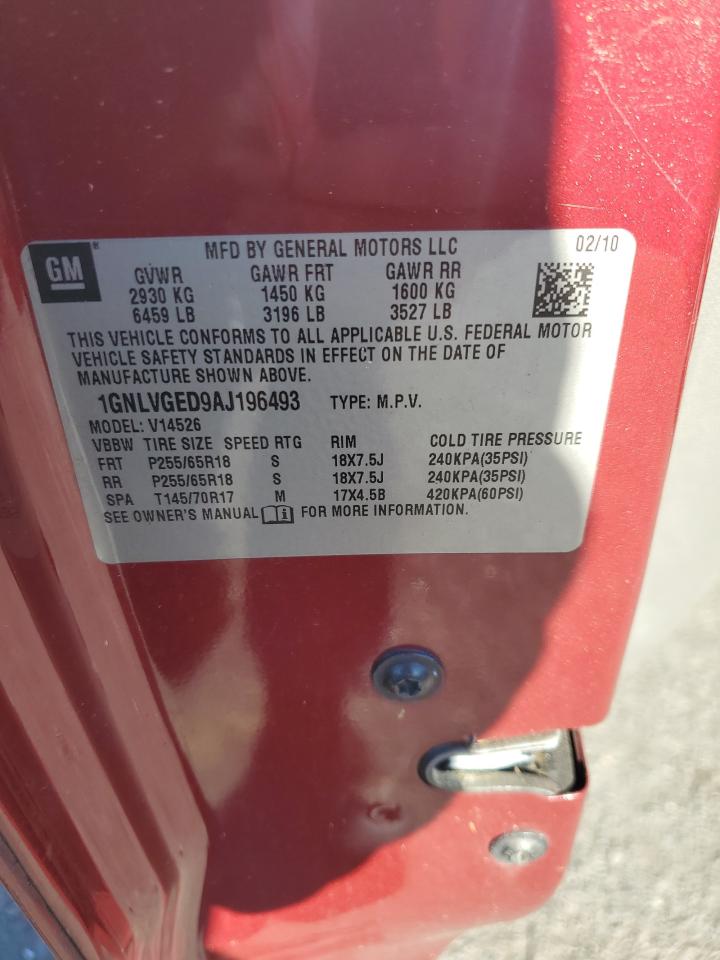 GM ®
MFD BY GENERAL MOTORS LLC 02/10
GVWR GAWR FRT GAWR RR
2930 KG 1450 KG 1600 KG
6459 LB 3196 LB 3527 LB
THIS VEHICLE CONFORMS TO ALL APPLICABLE U.S. FEDERAL MOTOR
VEHICLE SAFETY STANDARDS IN EFFECT ON THE DATE OF
MANUFACTURE SHOWN ABOVE.
1GNLVGED9AJ196493 TYPE: M.P.V.
MODEL: V14526
VBBW TIRE SIZE SPEED RTG RIM COLD TIRE PRESSURE
FRT P255/65R18 S 18X7.5J 240KPA(35PSI)
RR P255/65R18 S 18X7.5J 240KPA(35PSI)
SPA T145/70R17 M 17X4.5B 420KPA(60PSI)
SEE OWNER'S MANUAL i FOR MORE INFORMATION.